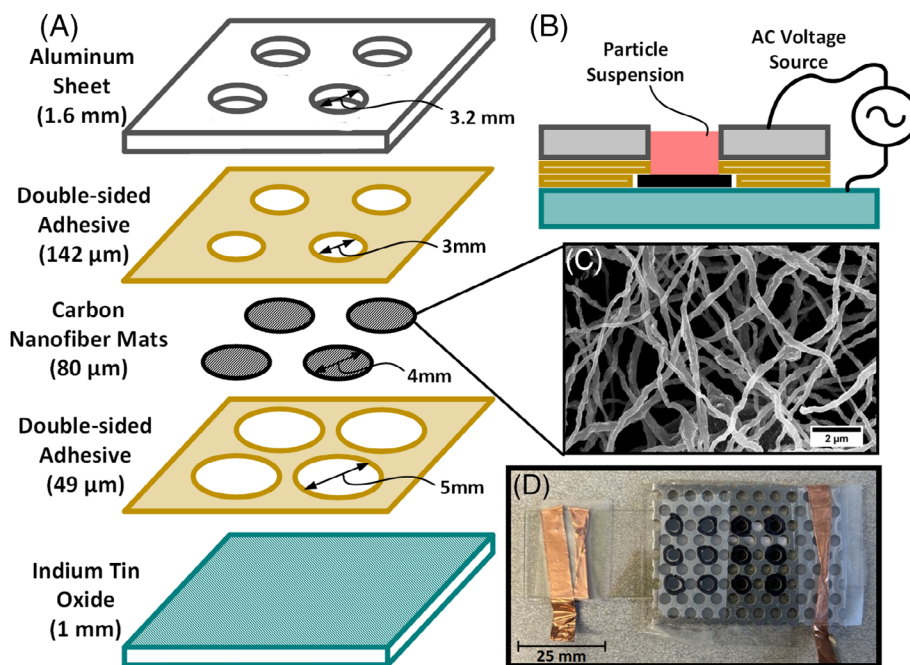 (A)
Aluminum
Sheet
(1.6 mm)
3.2 mm
Double-sided
Adhesive
(142 µm)
3mm
Carbon
Nanofiber Mats
(80 µm)
4mm
Double-sided
Adhesive
(49 µm)
5mm
Indium Tin
Oxide
(1 mm)
(B)
Particle
Suspension
AC Voltage
Source
(C)
2 µm
(D)
25 mm